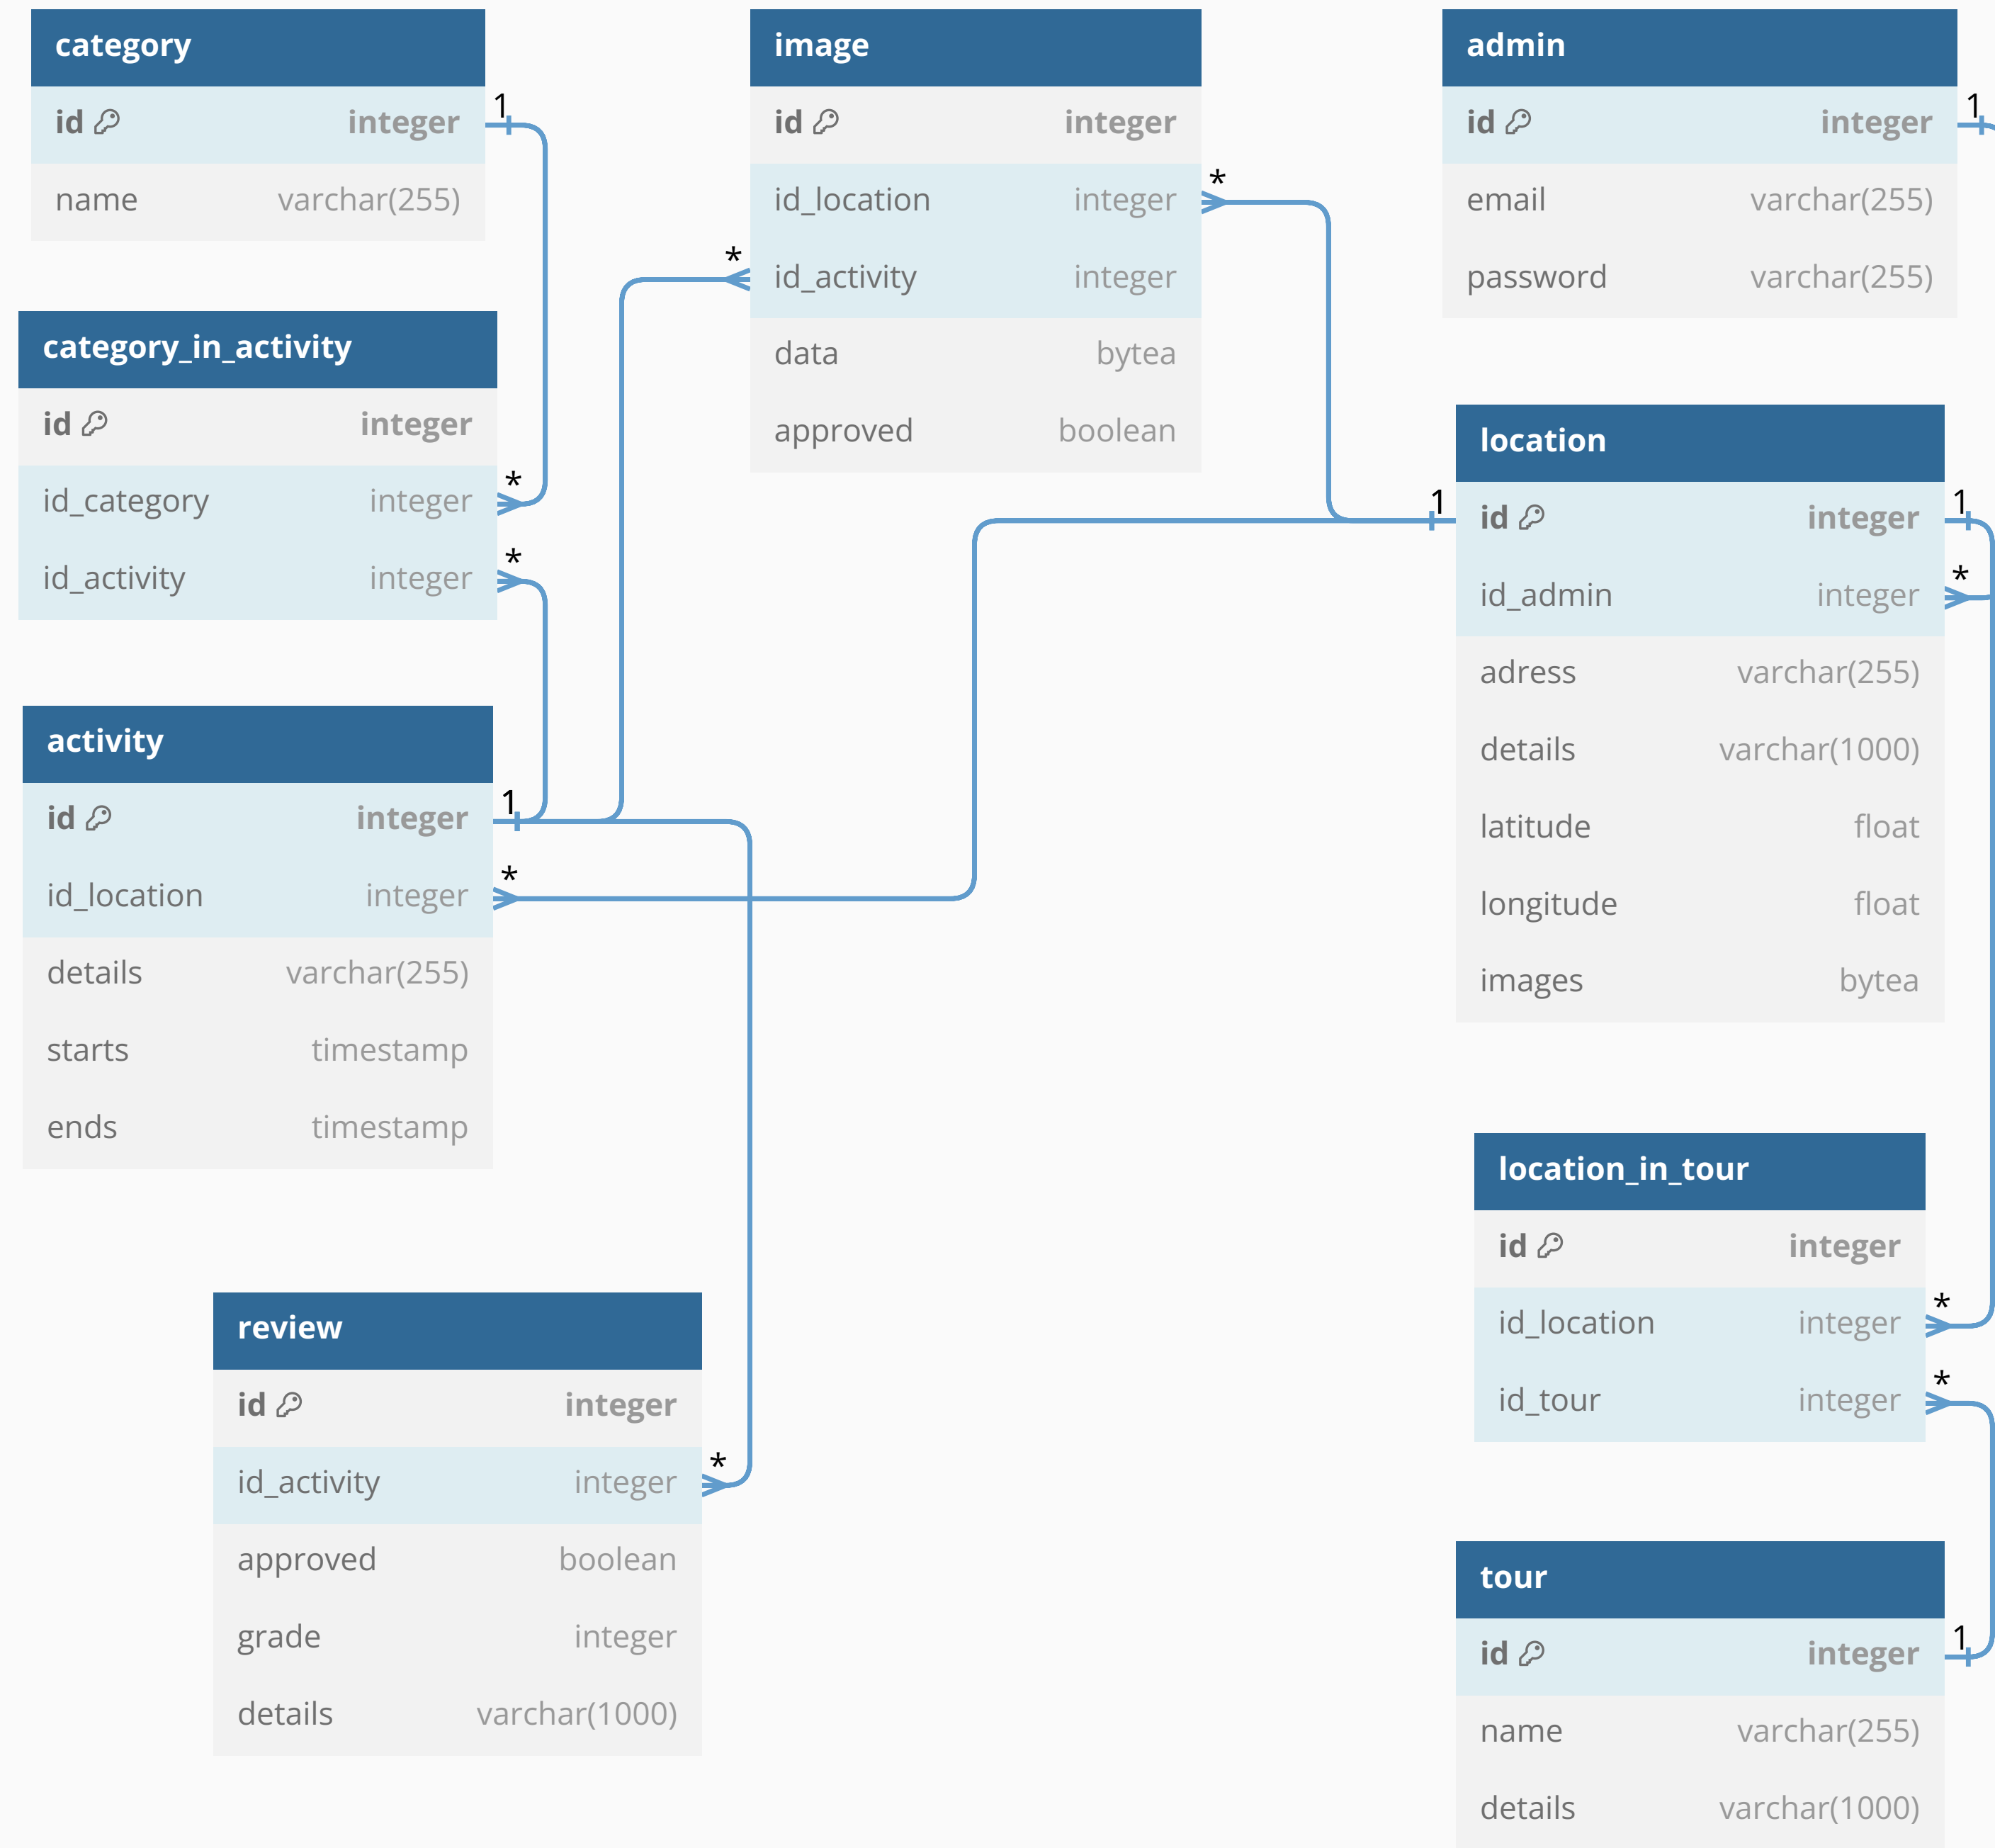 category
id integer
1
name varchar(255)
category_in_activity
id integer
id_category integer
*
id_activity integer
*
activity
id integer
1
id_location integer
*
details varchar(255)
starts timestamp
ends timestamp
review
id integer
id_activity integer
*
approved boolean
grade integer
details varchar(1000)
image
id integer
id_location integer
*
*
id_activity integer
data bytea
approved boolean
admin
id integer
1
email varchar(255)
password varchar(255)
location
1
id integer
1
id_admin integer
*
adress varchar(255)
details varchar(1000)
latitude float
longitude float
images bytea
location_in_tour
id integer
id_location integer
*
id_tour integer
*
tour
id integer
1
name varchar(255)
details varchar(1000)